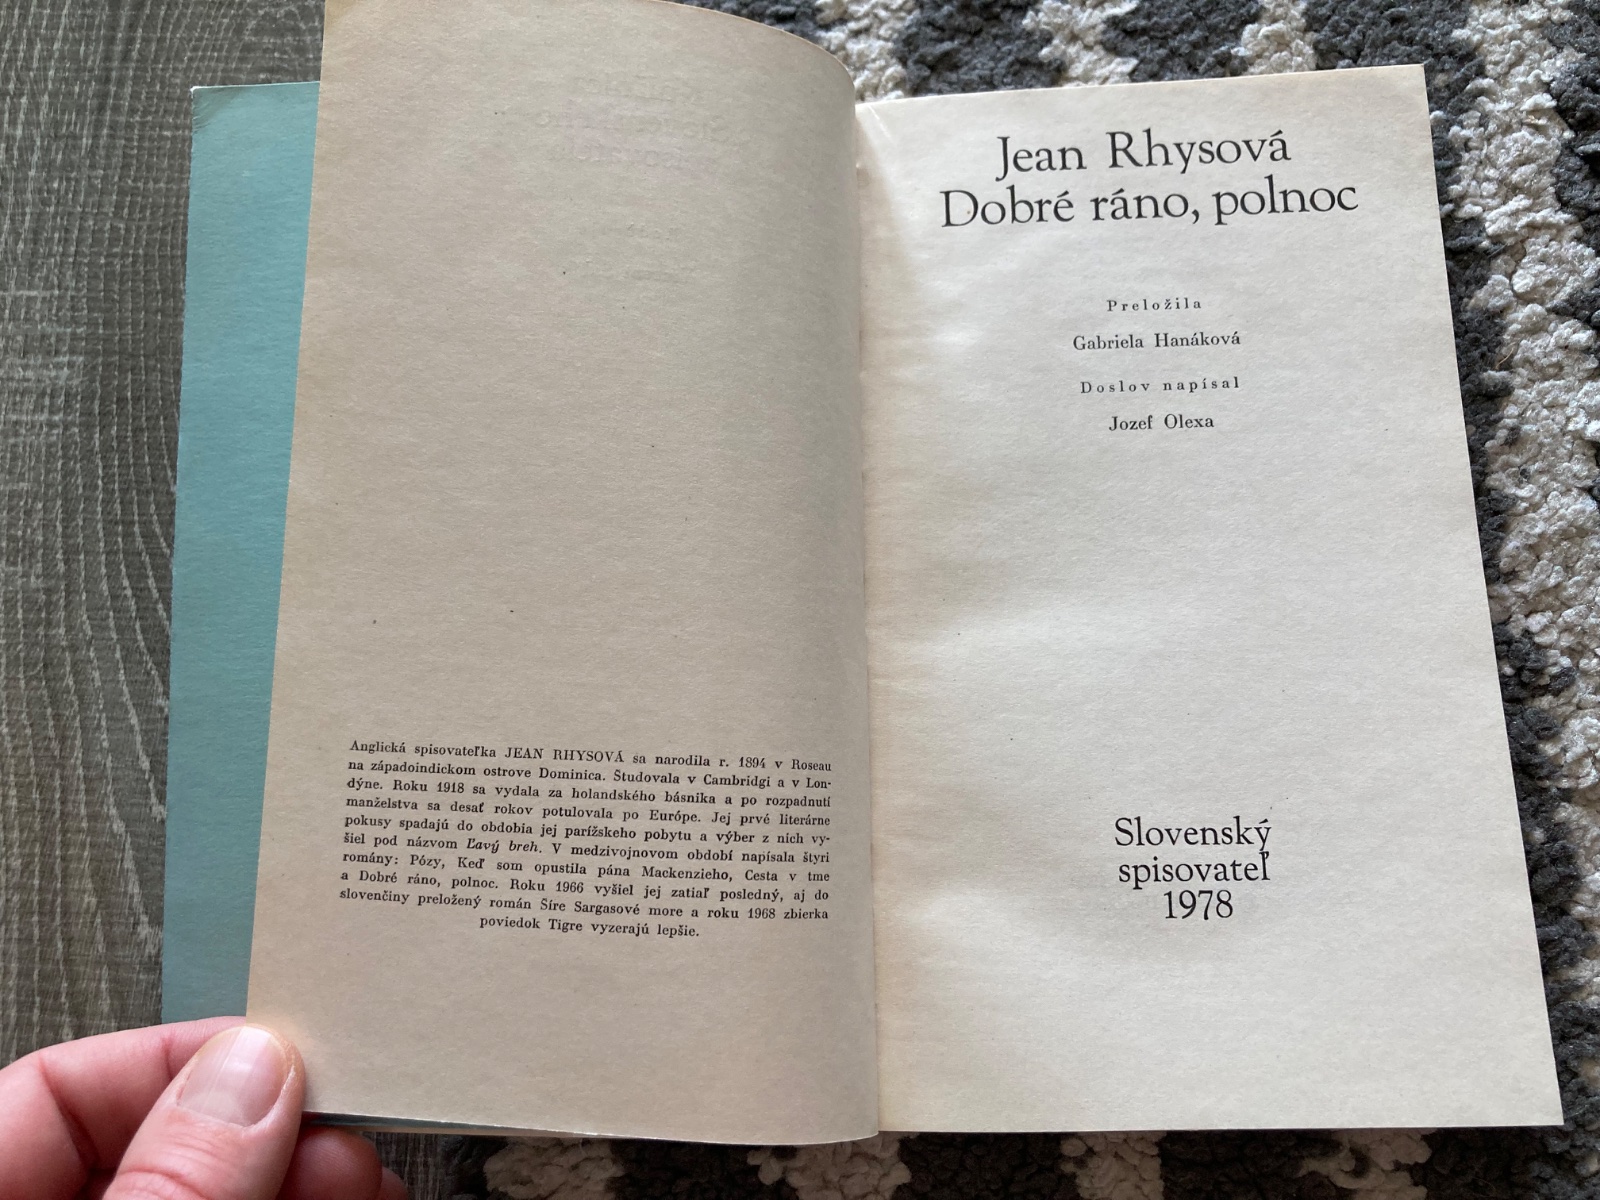 Anglická spisovateľka JEAN RHYSOVÁ sa narodila r. 1894 v Roseau
na západoindickom ostrove Dominica. Študovala v Cambridgi a v Lon-
dýne. Roku 1918 sa vydala za holandského básnika a po rozpadnutí
manželstva sa desať rokov potulovala po Európe. Jej prvé literárne
pokusy spadajú do obdobia jej parížskeho pobytu a výber z nich vy-
šiel pod názvom Ľavý breh. V medzivojnovom období napísala štyri
romány: Pózy, Keď som opustila pána Mackenzieho, Cesta v tme
a Dobré ráno, polnoc. Roku 1966 vyšiel jej zatiaľ posledný, aj do
slovenčiny preložený román Šíre Sargasové more a roku 1968 zbierka
poviedok Tigre vyzerajú lepšie.
Jean Rhysová
Dobré ráno, polnoc
Preložila
Gabriela Hanáková
Doslov napísal
Jozef Olexa
Slovenský
spisovateľ
1978